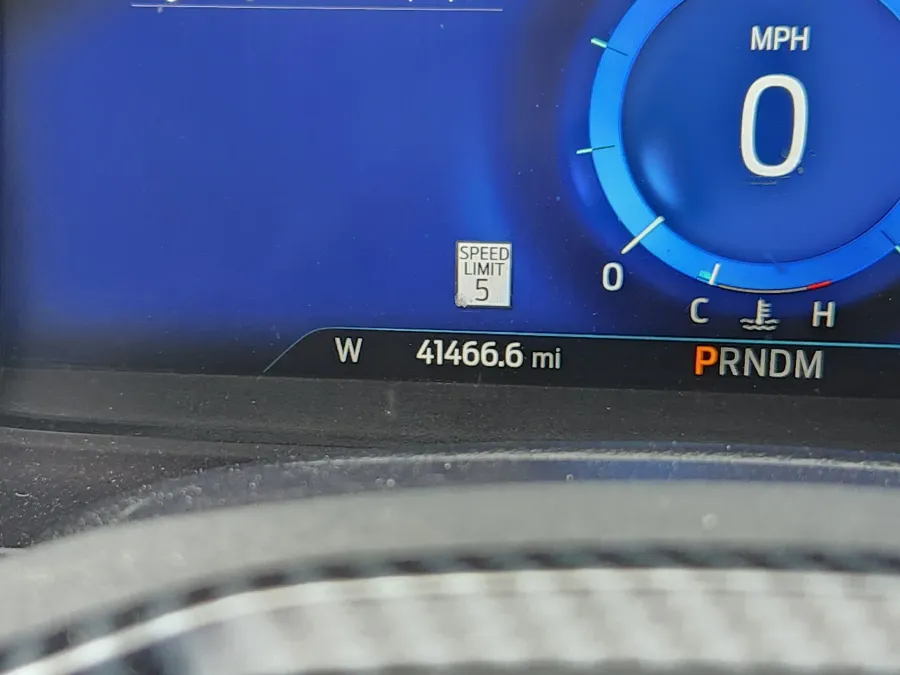 MPH
0
SPEED
LIMIT
5
0
C H
W 41466.6 mi PRNDM